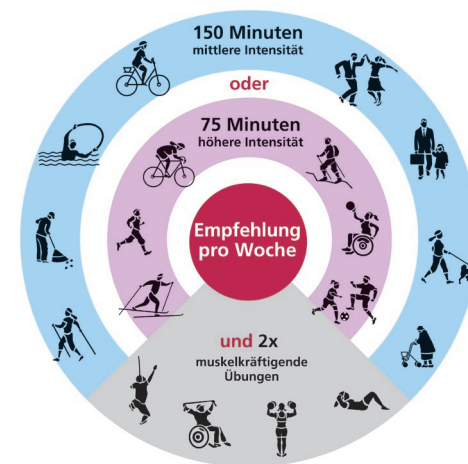 150 Minuten
mittlere Intensität
oder
75 Minuten
höhere Intensität
Empfehlung
pro Woche
und 2x
muskelkräftigende
Übungen